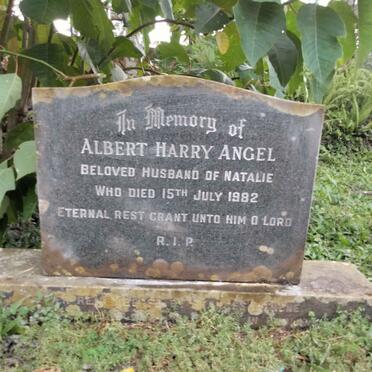 In Memory of
ALBERT HARRY ANGEL
BELOVED HUSBAND OF NATALIE
WHO DIED 15TH JULY 1982
ETERNAL REST GRANT UNTO HIM O LORD
R.I.P.